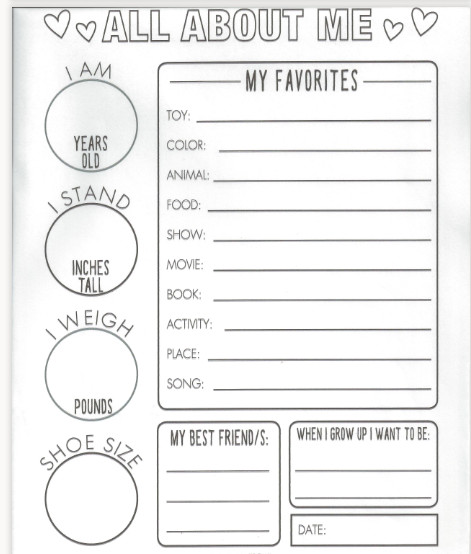 ALL ABOUT ME
I AM
YEARS
OLD
I STAND
INCHES
TALL
I WEIGH
POUNDS
SHOE SIZE
MY FAVORITES
TOY:
COLOR:
ANIMAL:
FOOD:
SHOW:
MOVIE:
BOOK:
ACTIVITY:
PLACE:
SONG:
MY BEST FRIEND/S:
WHEN I GROW UP I WANT TO BE:
DATE: